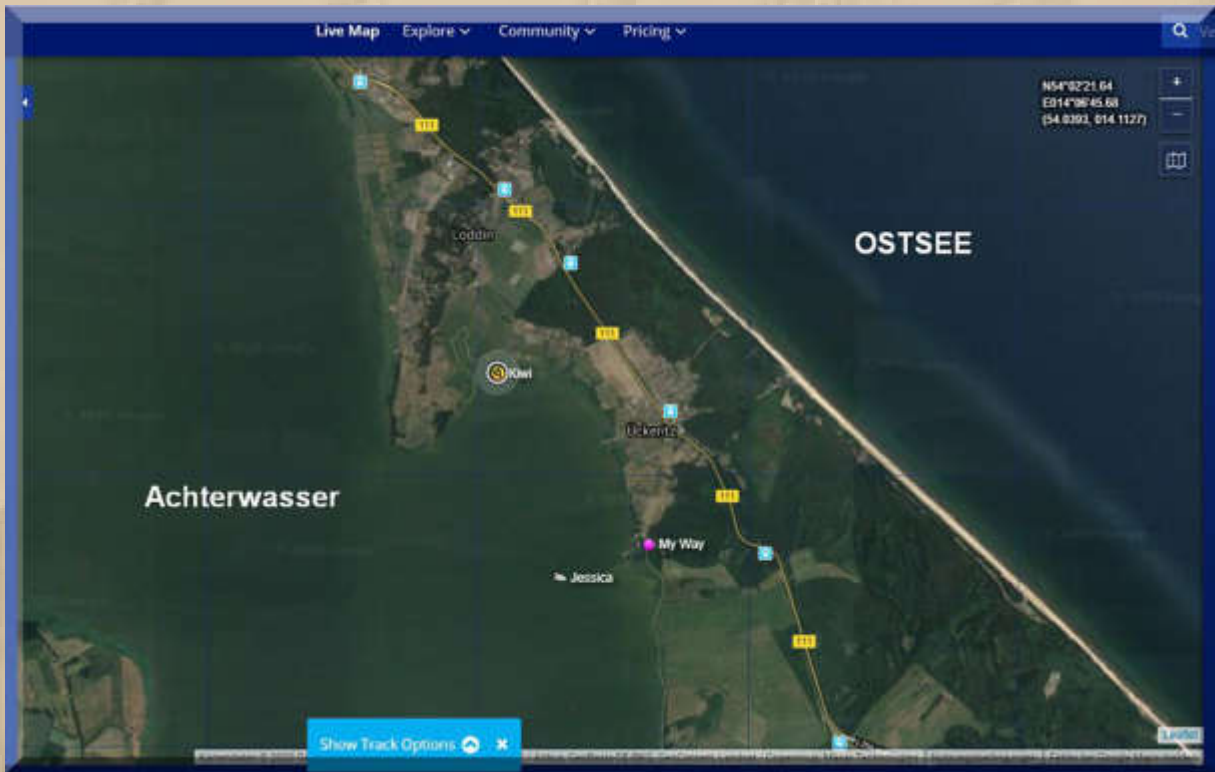 Live Map Explore Community Pricing
N54°02'21.64
E014°06'45.68
(54.0393, 014.1127)
111
111
Loddin
OSTSEE
111
Kiwi
Ückeritz
Achterwasser
111
My Way
Jessica
111
Show Track Options ×
Leaflet